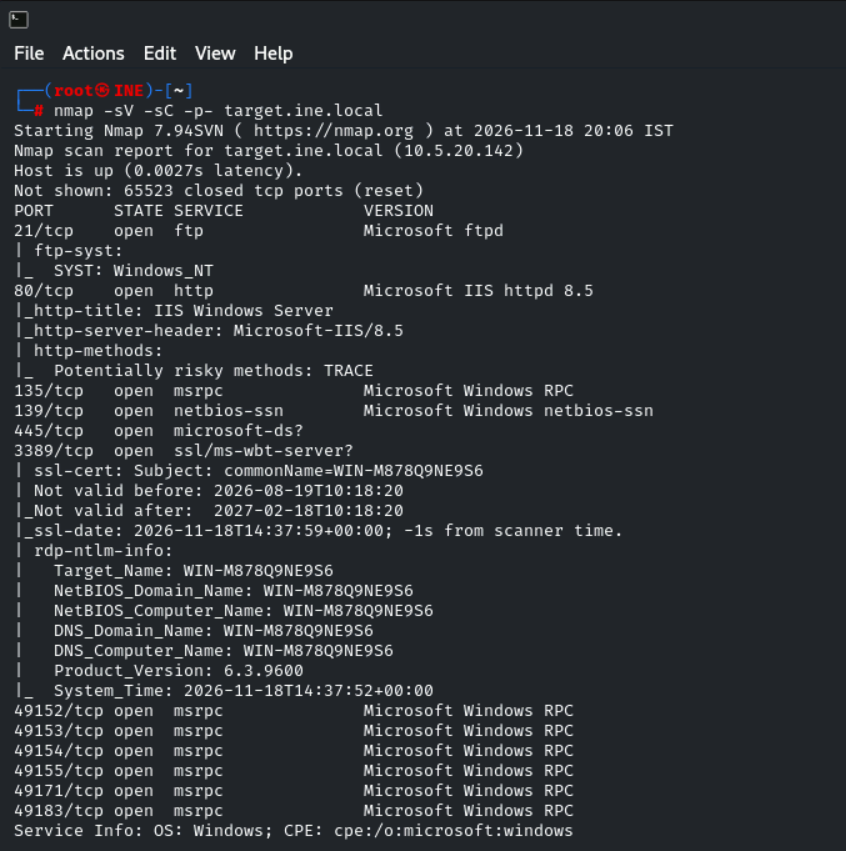 File Actions Edit View Help
┌──(root㉿INE)-[~]
└─# nmap -sV -sC -p- target.ine.local
Starting Nmap 7.94SVN ( https://nmap.org ) at 2026-11-18 20:06 IST
Nmap scan report for target.ine.local (10.5.20.142)
Host is up (0.0027s latency).
Not shown: 65523 closed tcp ports (reset)
PORT      STATE SERVICE            VERSION
21/tcp    open  ftp                Microsoft ftpd
| ftp-syst:
|_  SYST: Windows_NT
80/tcp    open  http               Microsoft IIS httpd 8.5
|_http-title: IIS Windows Server
|_http-server-header: Microsoft-IIS/8.5
| http-methods:
|_  Potentially risky methods: TRACE
135/tcp   open  msrpc              Microsoft Windows RPC
139/tcp   open  netbios-ssn        Microsoft Windows netbios-ssn
445/tcp   open  microsoft-ds?
3389/tcp  open  ssl/ms-wbt-server?
| ssl-cert: Subject: commonName=WIN-M878Q9NE9S6
| Not valid before: 2026-08-19T10:18:20
|_Not valid after:  2027-02-18T10:18:20
|_ssl-date: 2026-11-18T14:37:59+00:00; -1s from scanner time.
| rdp-ntlm-info:
|   Target_Name: WIN-M878Q9NE9S6
|   NetBIOS_Domain_Name: WIN-M878Q9NE9S6
|   NetBIOS_Computer_Name: WIN-M878Q9NE9S6
|   DNS_Domain_Name: WIN-M878Q9NE9S6
|   DNS_Computer_Name: WIN-M878Q9NE9S6
|   Product_Version: 6.3.9600
|_  System_Time: 2026-11-18T14:37:52+00:00
49152/tcp open  msrpc              Microsoft Windows RPC
49153/tcp open  msrpc              Microsoft Windows RPC
49154/tcp open  msrpc              Microsoft Windows RPC
49155/tcp open  msrpc              Microsoft Windows RPC
49171/tcp open  msrpc              Microsoft Windows RPC
49183/tcp open  msrpc              Microsoft Windows RPC
Service Info: OS: Windows; CPE: cpe:/o:microsoft:windows